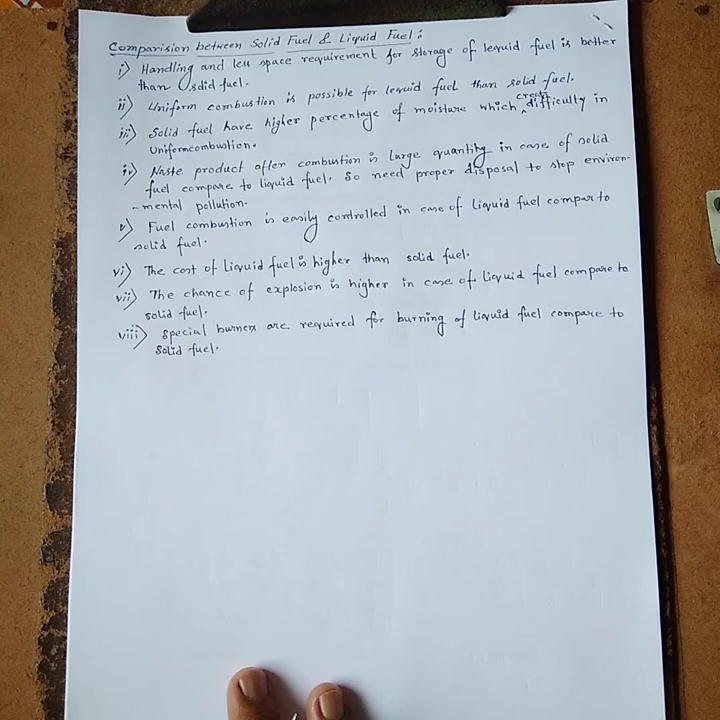 Comparision between Solid Fuel & Liquid Fuel :
i) Handling and less space requirement for storage of lequid fuel is better
than solid fuel.
ii) Uniform combustion is possible for lequid fuel than solid fuel.
iii) Solid fuel have higher percentage of moisture which create difficulty in
Uniform combustion.
iv) Waste product after combustion is large quantity in case of solid
fuel compare to liquid fuel. So need proper disposal to stop environ-
-mental pollution.
v) Fuel combustion is easily controlled in case of liquid fuel compar to
solid fuel.
vi) The cost of liquid fuel is higher than solid fuel.
vii) The chance of explosion is higher in case of liquid fuel compare to
solid fuel.
viii) Special burners are required for burning of liquid fuel compare to
Solid fuel.